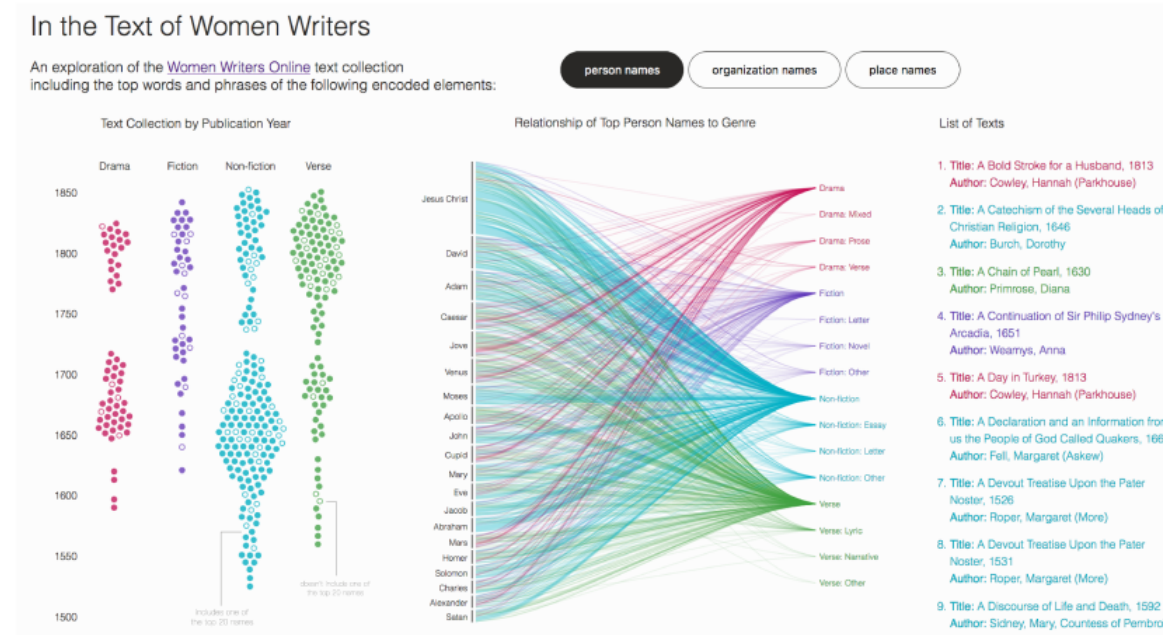 In the Text of Women Writers
An exploration of the Women Writers Online text collection
including the top words and phrases of the following encoded elements:
person names
organization names
place names
Text Collection by Publication Year
Relationship of Top Person Names to Genre
List of Texts
Drama
Fiction
Non-fiction
Verse
1850
1800
1750
1700
1650
1600
1550
1500
includes one of
the top 20 names
doesn't include one of
the top 20 names
Jesus Christ
David
Adam
Caesar
Jove
Venus
Moses
Apollo
John
Cupid
Mary
Eve
Jacob
Abraham
Mars
Homer
Solomon
Charles
Alexander
Satan
Drama
Drama: Mixed
Drama: Prose
Drama: Verse
Fiction
Fiction: Letter
Fiction: Novel
Fiction: Other
Non-fiction
Non-fiction: Essay
Non-fiction: Letter
Non-fiction: Other
Verse
Verse: Lyric
Verse: Narrative
Verse: Other
1. Title: A Bold Stroke for a Husband, 1813
Author: Cowley, Hannah (Parkhouse)
2. Title: A Catechism of the Several Heads of
Christian Religion, 1646
Author: Burch, Dorothy
3. Title: A Chain of Pearl, 1630
Author: Primrose, Diana
4. Title: A Continuation of Sir Philip Sydney's
Arcadia, 1651
Author: Weamys, Anna
5. Title: A Day in Turkey, 1813
Author: Cowley, Hannah (Parkhouse)
6. Title: A Declaration and an Information from
us the People of God Called Quakers, 166
Author: Fell, Margaret (Askew)
7. Title: A Devout Treatise Upon the Pater
Noster, 1526
Author: Roper, Margaret (More)
8. Title: A Devout Treatise Upon the Pater
Noster, 1531
Author: Roper, Margaret (More)
9. Title: A Discourse of Life and Death, 1592
Author: Sidney, Mary, Countess of Pembro